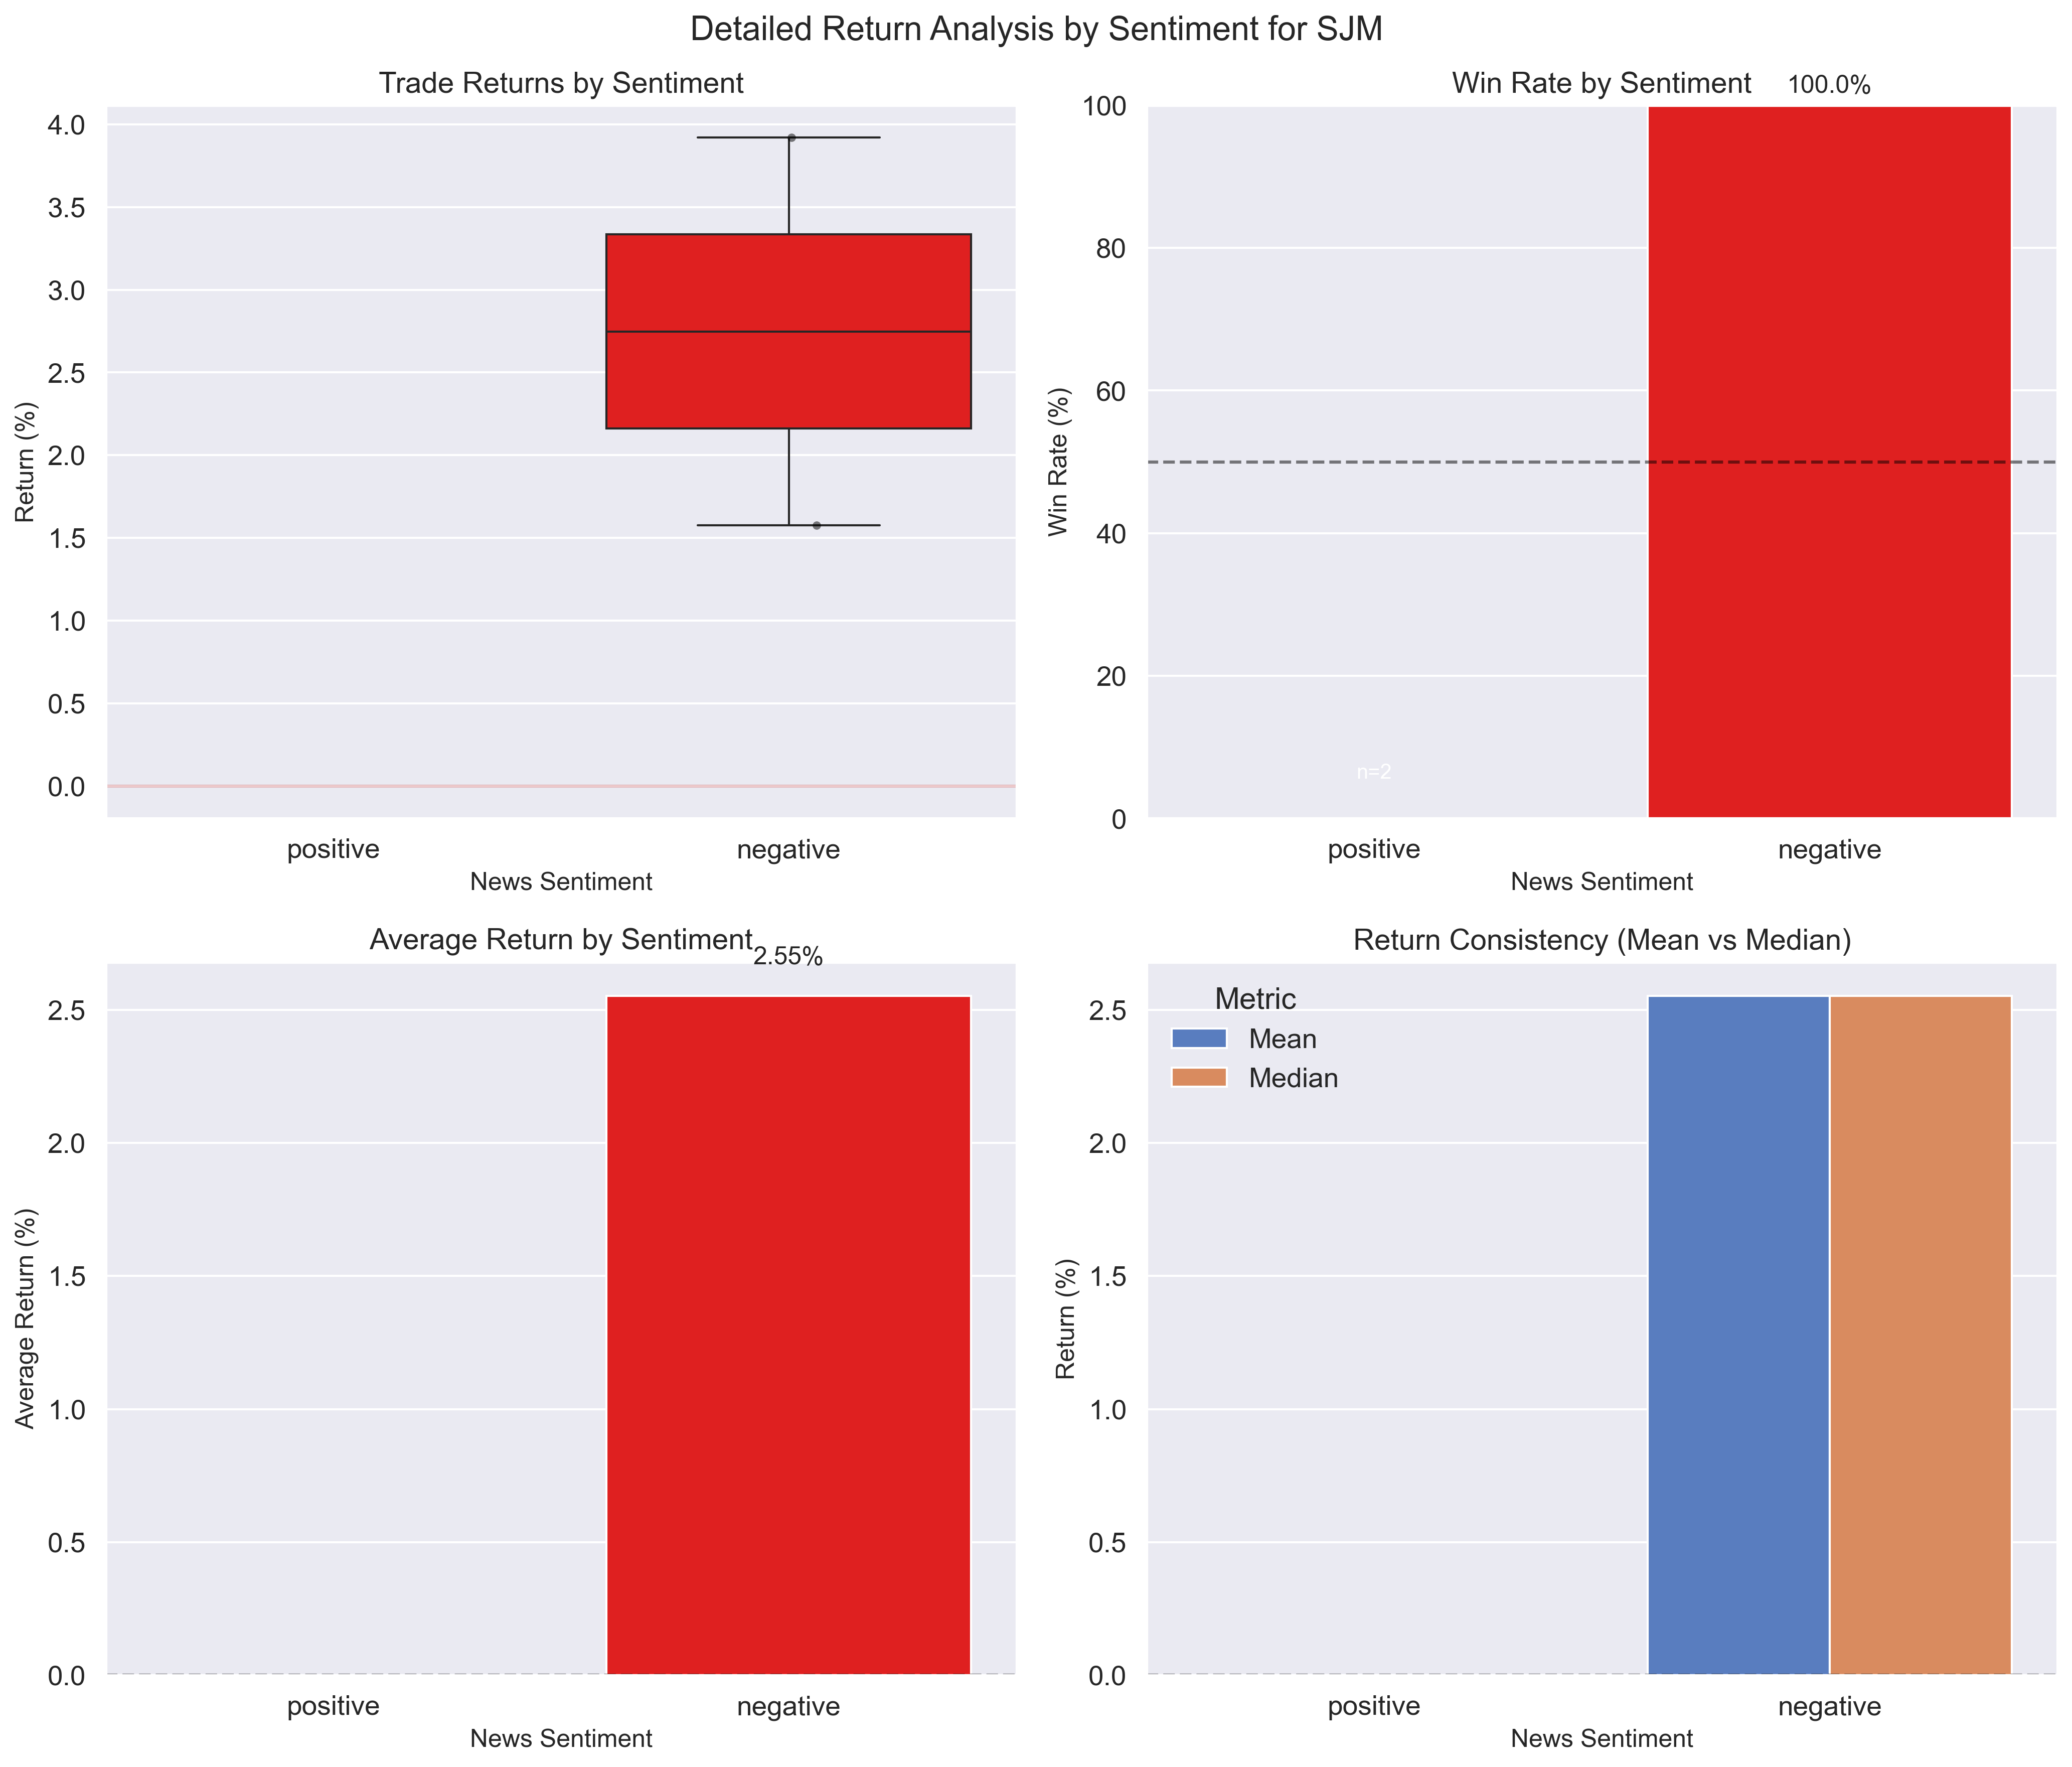 Detailed Return Analysis by Sentiment for SJM
Trade Returns by Sentiment
4.0
3.5
3.0
2.5
2.0
1.5
1.0
0.5
0.0
Return (%)
positive
negative
News Sentiment
Win Rate by Sentiment
100.0%
100
80
60
40
20
0
Win Rate (%)
n=2
positive
negative
News Sentiment
Average Return by Sentiment
2.55%
2.5
2.0
1.5
1.0
0.5
0.0
Average Return (%)
positive
negative
News Sentiment
Return Consistency (Mean vs Median)
Metric
Mean
Median
2.5
2.0
1.5
1.0
0.5
0.0
Return (%)
positive
negative
News Sentiment